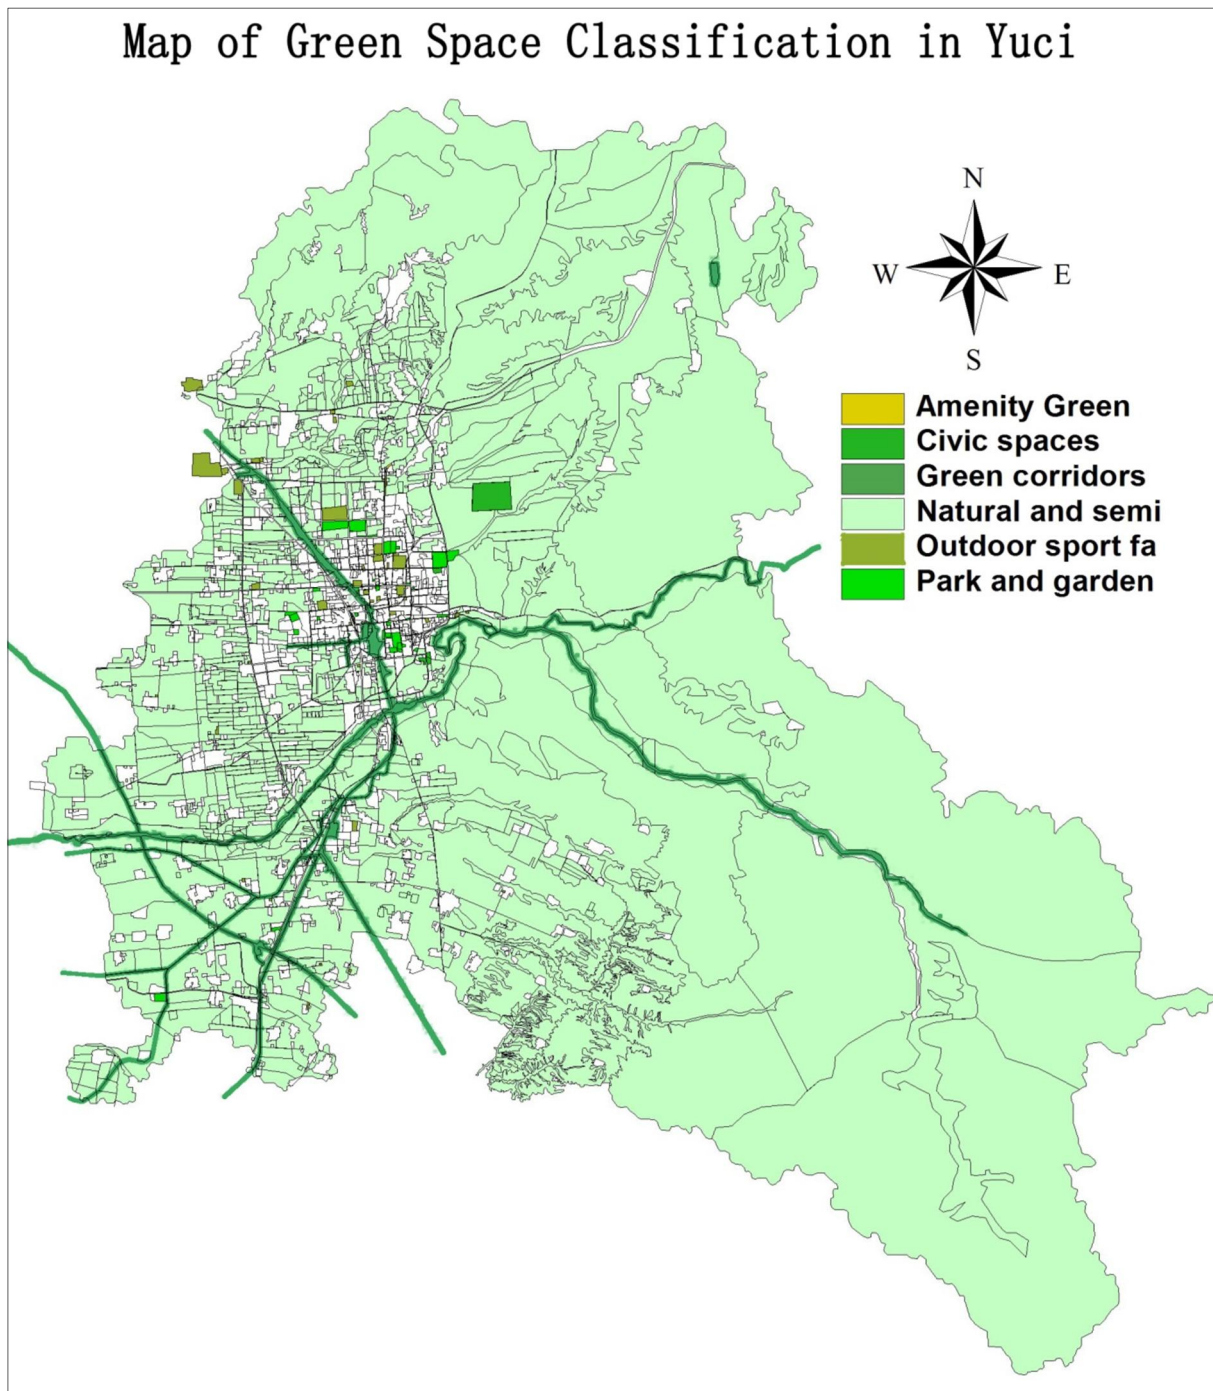 Map of Green Space Classification in Yuci
N
W
E
S
Amenity Green
Civic spaces
Green corridors
Natural and semi
Outdoor sport fa
Park and garden